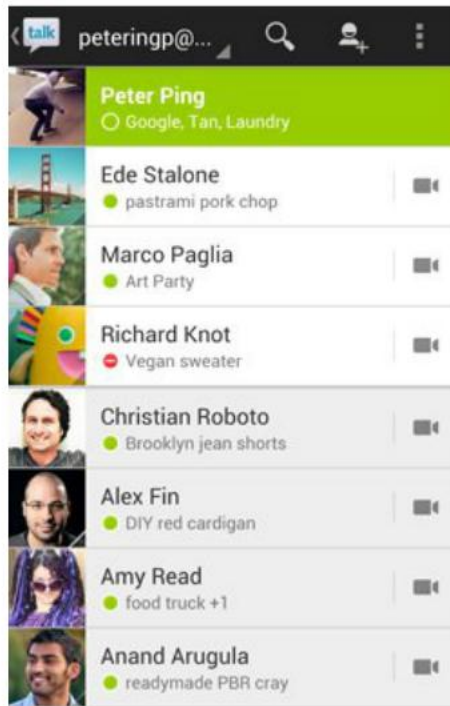 talk
peteringp@...
Peter Ping
Google, Tan, Laundry
Ede Stalone
pastrami pork chop
Marco Paglia
Art Party
Richard Knot
Vegan sweater
Christian Roboto
Brooklyn jean shorts
Alex Fin
DIY red cardigan
Amy Read
food truck +1
Anand Arugula
readymade PBR cray